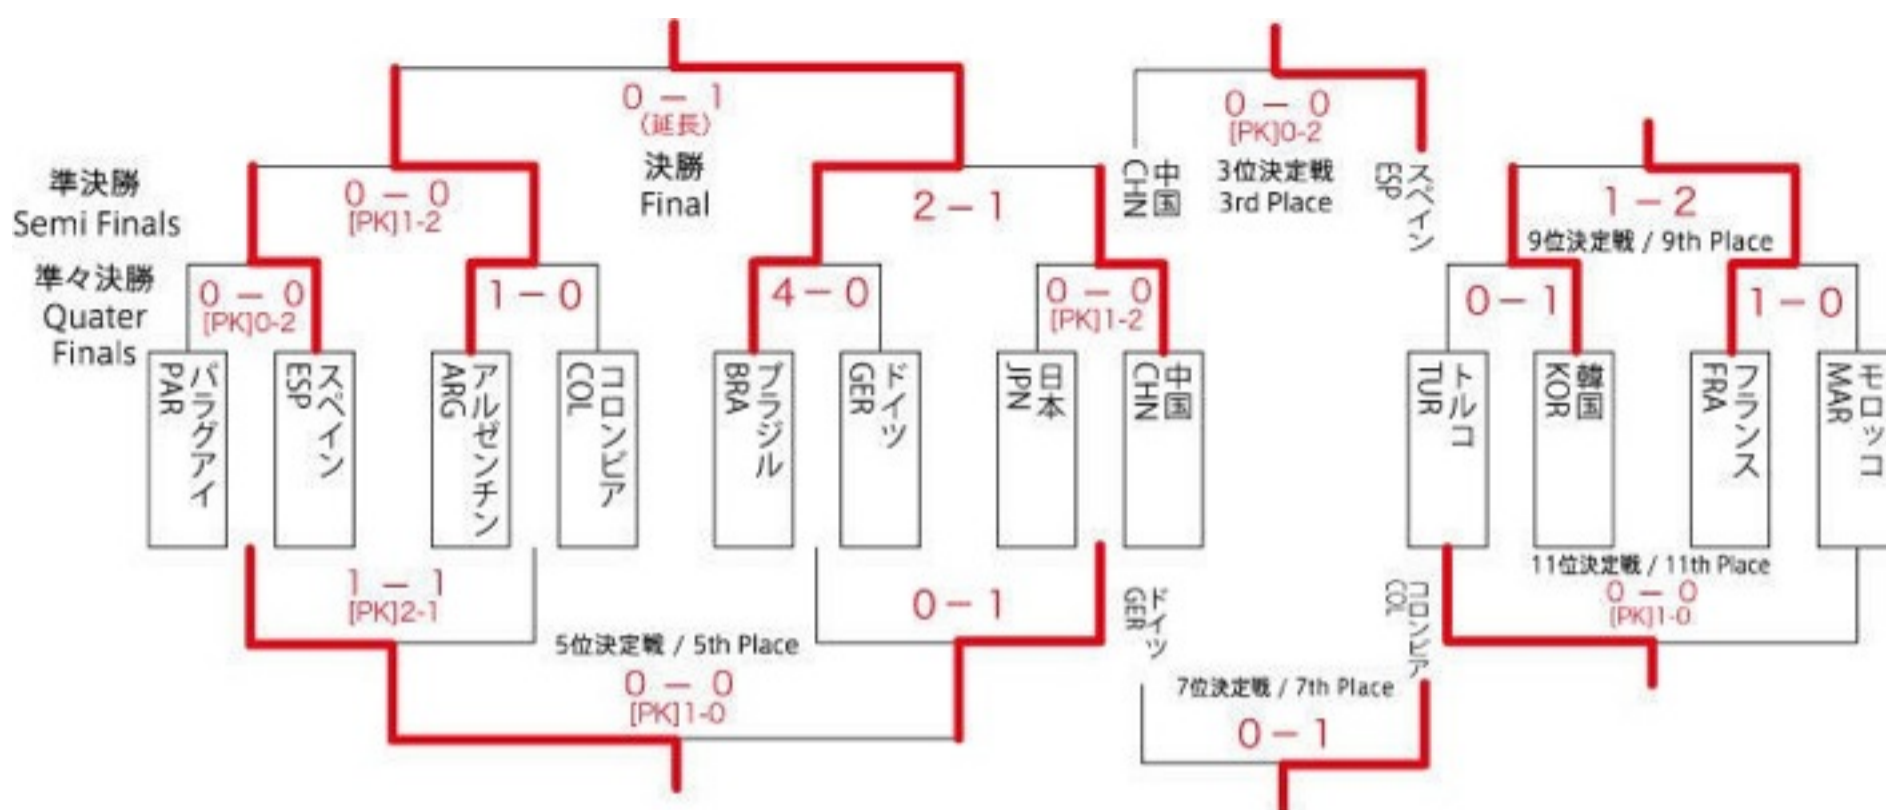 0 － 1
（延長）
決勝
Final
0 － 0
[PK]0-2
3位決定戦
3rd Place
中国
CHN
スペイン
ESP
準決勝
Semi Finals
0 － 0
[PK]1-2
2 － 1
1 － 2
9位決定戦 / 9th Place
準々決勝
Quater
Finals
0 － 0
[PK]0-2
1 － 0
4 － 0
0 － 0
[PK]1-2
0 － 1
1 － 0
パラグアイ
PAR
スペイン
ESP
アルゼンチン
ARG
コロンビア
COL
ブラジル
BRA
ドイツ
GER
日本
JPN
中国
CHN
トルコ
TUR
韓国
KOR
フランス
FRA
モロッコ
MAR
1 － 1
[PK]2-1
0 － 1
5位決定戦 / 5th Place
0 － 0
[PK]1-0
ドイツ
GER
コロンビア
COL
7位決定戦 / 7th Place
0 － 1
11位決定戦 / 11th Place
0 － 0
[PK]1-0